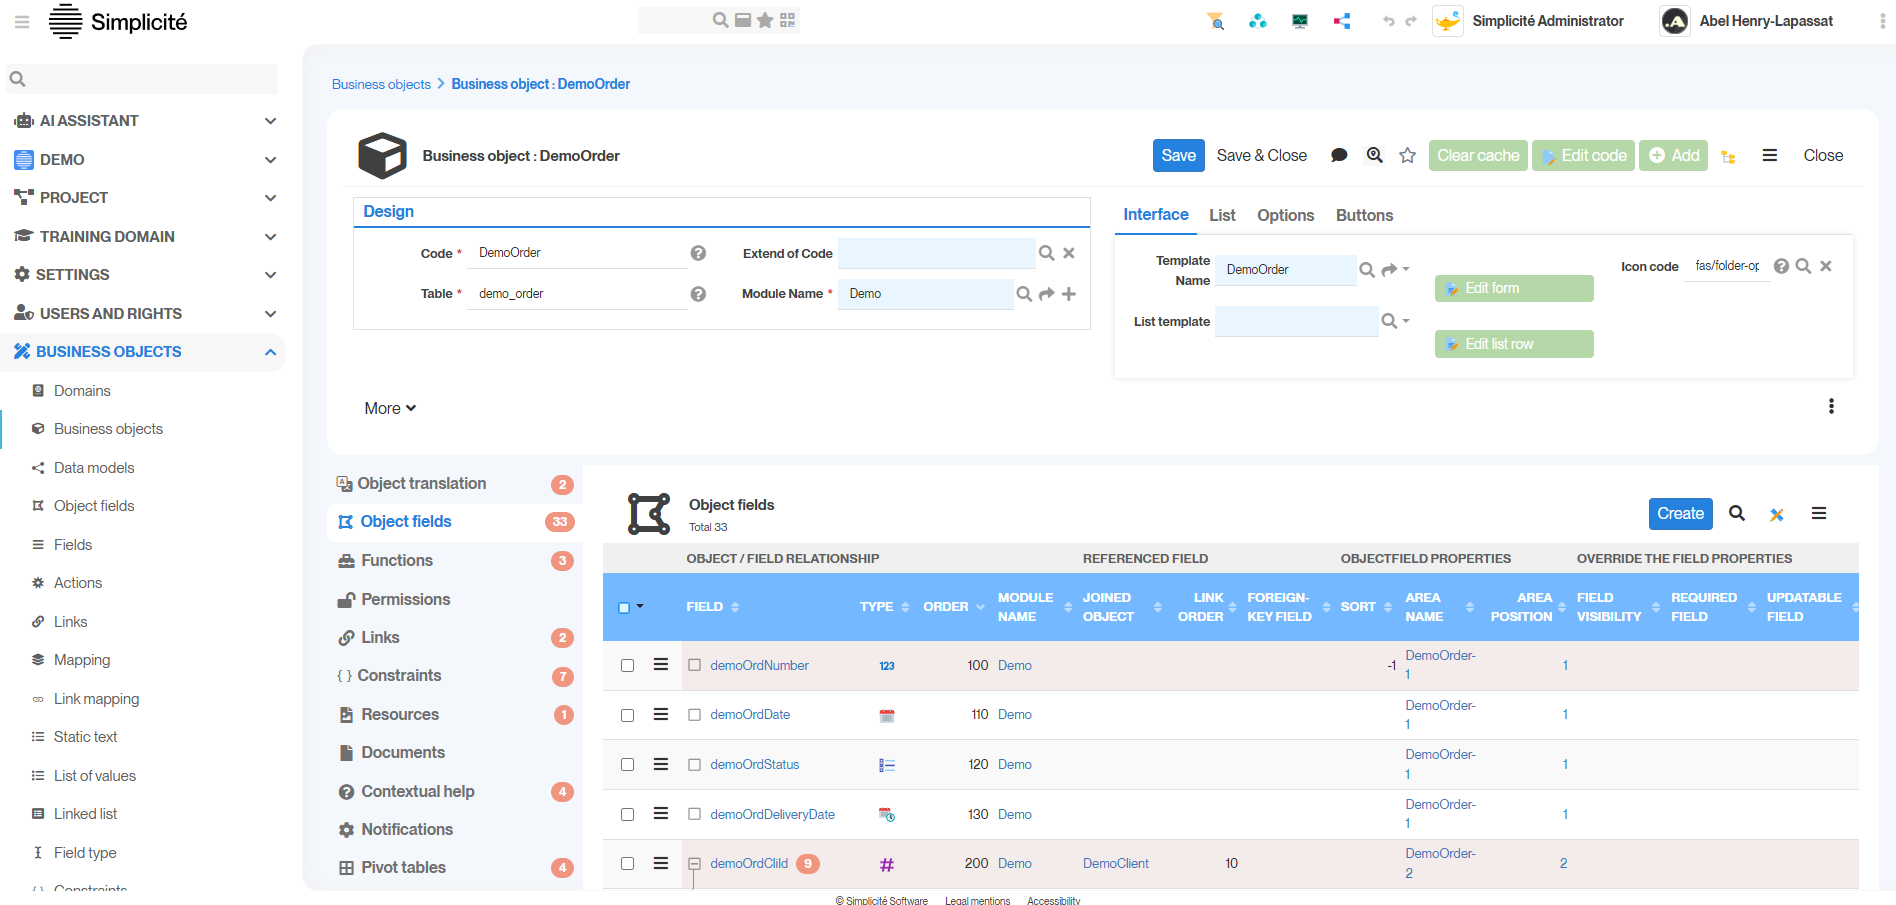 Simplicité
Simplicité Administrator
Abel Henry-Lapassat
AI ASSISTANT
DEMO
PROJECT
TRAINING DOMAIN
SETTINGS
USERS AND RIGHTS
BUSINESS OBJECTS
Domains
Business objects
Data models
Object fields
Fields
Actions
Links
Mapping
Link mapping
Static text
List of values
Linked list
Field type
Constraints
Business objects > Business object : DemoOrder
Business object : DemoOrder
Save Save & Close Clear cache Edit code Add Close
Design
Code * DemoOrder Extend of Code
Table * demo_order Module Name * Demo
Interface List Options Buttons
Template Name DemoOrder Edit form Icon code fas/folder-op
List template Edit list row
More
Object translation 2
Object fields 33
Functions 3
Permissions
Links 2
{ } Constraints 7
Resources 1
Documents
Contextual help 4
Notifications
Pivot tables 4
Object fields
Total 33
Create
OBJECT / FIELD RELATIONSHIP REFERENCED FIELD OBJECTFIELD PROPERTIES OVERRIDE THE FIELD PROPERTIES
FIELD TYPE ORDER MODULE NAME JOINED OBJECT LINK ORDER FOREIGN-KEY FIELD SORT AREA NAME AREA POSITION FIELD VISIBILITY REQUIRED FIELD UPDATABLE FIELD
demoOrdNumber 123 100 Demo -1 DemoOrder-1 1
demoOrdDate 110 Demo DemoOrder-1 1
demoOrdStatus 120 Demo DemoOrder-1 1
demoOrdDeliveryDate 130 Demo DemoOrder-1 1
demoOrdCliId 9 # 200 Demo DemoClient 10 DemoOrder-2 2
© Simplicité Software Legal mentions Accessibility